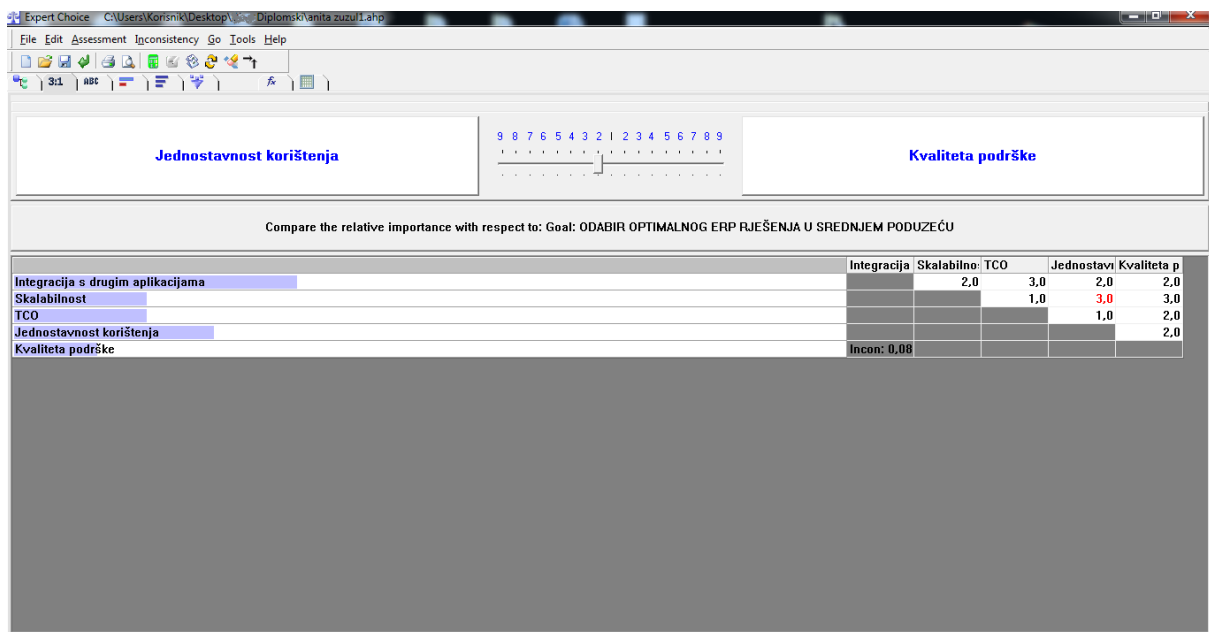 Expert Choice C:\Users\Korisnik\Desktop\ Diplomski\anita zuzul1.ahp
File Edit Assessment Inconsistency Go Tools Help
3:1 ABC fx
9 8 7 6 5 4 3 2 1 2 3 4 5 6 7 8 9
Jednostavnost korištenja Kvaliteta podrške
Compare the relative importance with respect to: Goal: ODABIR OPTIMALNOG ERP RJEŠENJA U SREDNJEM PODUZEĆU
Integracija Skalabilno: TCO Jednostavı Kvaliteta p
Integracija s drugim aplikacijama 2,0 3,0 2,0 2,0
Skalabilnost 1,0 3,0 3,0
TCO 1,0 2,0
Jednostavnost korištenja 2,0
Kvaliteta podrške Incon: 0,08